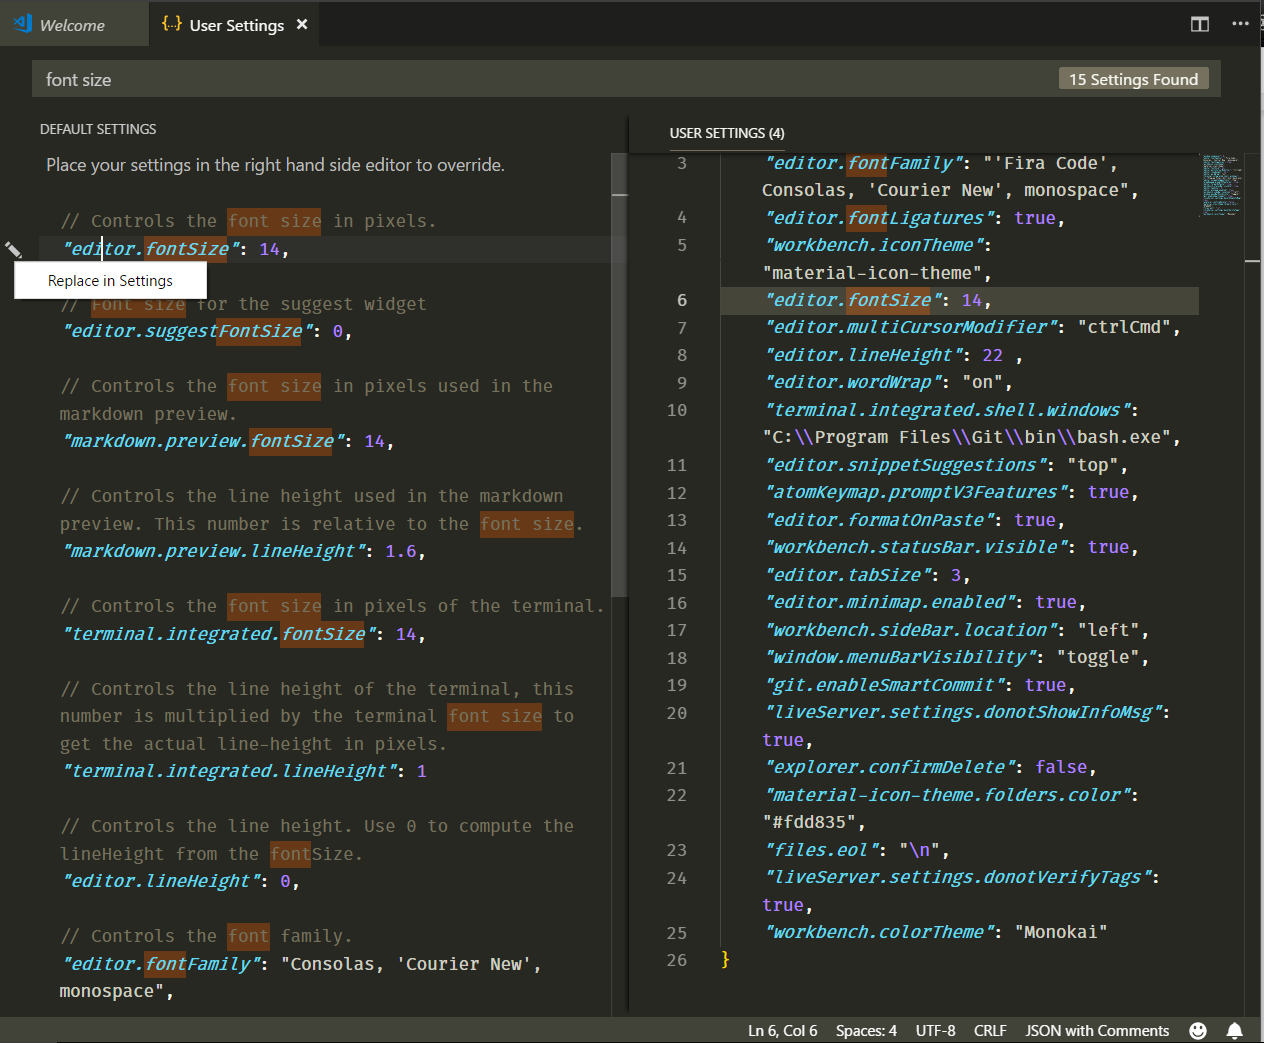 Welcome
{..} User Settings ×
font size
15 Settings Found
DEFAULT SETTINGS
Place your settings in the right hand side editor to override.
// Controls the font size in pixels.
"editor.fontSize": 14,
Replace in Settings
// Font size for the suggest widget
"editor.suggestFontSize": 0,
// Controls the font size in pixels used in the
markdown preview.
"markdown.preview.fontSize": 14,
// Controls the line height used in the markdown
preview. This number is relative to the font size.
"markdown.preview.lineHeight": 1.6,
// Controls the font size in pixels of the terminal.
"terminal.integrated.fontSize": 14,
// Controls the line height of the terminal, this
number is multiplied by the terminal font size to
get the actual line-height in pixels.
"terminal.integrated.lineHeight": 1
// Controls the line height. Use 0 to compute the
lineHeight from the fontSize.
"editor.lineHeight": 0,
// Controls the font family.
"editor.fontFamily": "Consolas, 'Courier New',
monospace",
USER SETTINGS (4)
3 "editor.fontFamily": "'Fira Code',
Consolas, 'Courier New', monospace",
4 "editor.fontLigatures": true,
5 "workbench.iconTheme":
"material-icon-theme",
6 "editor.fontSize": 14,
7 "editor.multiCursorModifier": "ctrlCmd",
8 "editor.lineHeight": 22 ,
9 "editor.wordWrap": "on",
10 "terminal.integrated.shell.windows":
"C:\\Program Files\\Git\\bin\\bash.exe",
11 "editor.snippetSuggestions": "top",
12 "atomKeymap.promptV3Features": true,
13 "editor.formatOnPaste": true,
14 "workbench.statusBar.visible": true,
15 "editor.tabSize": 3,
16 "editor.minimap.enabled": true,
17 "workbench.sideBar.location": "left",
18 "window.menuBarVisibility": "toggle",
19 "git.enableSmartCommit": true,
20 "liveServer.settings.donotShowInfoMsg":
true,
21 "explorer.confirmDelete": false,
22 "material-icon-theme.folders.color":
"#fdd835",
23 "files.eol": "\n",
24 "liveServer.settings.donotVerifyTags":
true,
25 "workbench.colorTheme": "Monokai"
26 }
Ln 6, Col 6 Spaces: 4 UTF-8 CRLF JSON with Comments